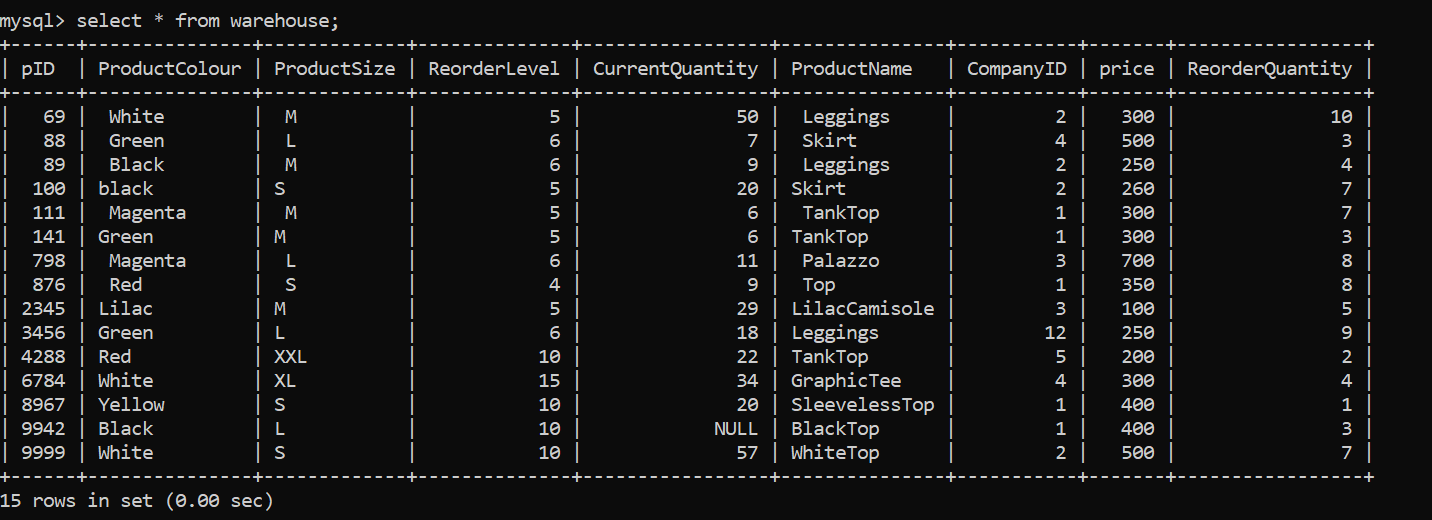 mysql> select * from warehouse;
+------+---------------+-------------+--------------+-----------------+---------------+-----------+-------+-----------------+
| pID  | ProductColour | ProductSize | ReorderLevel | CurrentQuantity | ProductName   | CompanyID | price | ReorderQuantity |
+------+---------------+-------------+--------------+-----------------+---------------+-----------+-------+-----------------+
|   69 |  White        |  M          |            5 |              50 |  Leggings     |         2 |   300 |              10 |
|   88 |  Green        |  L          |            6 |               7 |  Skirt        |         4 |   500 |               3 |
|   89 |  Black        |  M          |            6 |               9 |  Leggings     |         2 |   250 |               4 |
|  100 | black         | S           |            5 |              20 | Skirt         |         2 |   260 |               7 |
|  111 |  Magenta      |  M          |            5 |               6 |  TankTop      |         1 |   300 |               7 |
|  141 | Green         | M           |            5 |               6 | TankTop       |         1 |   300 |               3 |
|  798 |  Magenta      |  L          |            6 |              11 |  Palazzo      |         3 |   700 |               8 |
|  876 |  Red          |  S          |            4 |               9 |  Top          |         1 |   350 |               8 |
| 2345 | Lilac         | M           |            5 |              29 | LilacCamisole |         3 |   100 |               5 |
| 3456 | Green         | L           |            6 |              18 | Leggings      |        12 |   250 |               9 |
| 4288 | Red           | XXL         |           10 |              22 | TankTop       |         5 |   200 |               2 |
| 6784 | White         | XL          |           15 |              34 | GraphicTee    |         4 |   300 |               4 |
| 8967 | Yellow        | S           |           10 |              20 | SleevelessTop |         1 |   400 |               1 |
| 9942 | Black         | L           |           10 |            NULL | BlackTop      |         1 |   400 |               3 |
| 9999 | White         | S           |           10 |              57 | WhiteTop      |         2 |   500 |               7 |
+------+---------------+-------------+--------------+-----------------+---------------+-----------+-------+-----------------+
15 rows in set (0.00 sec)